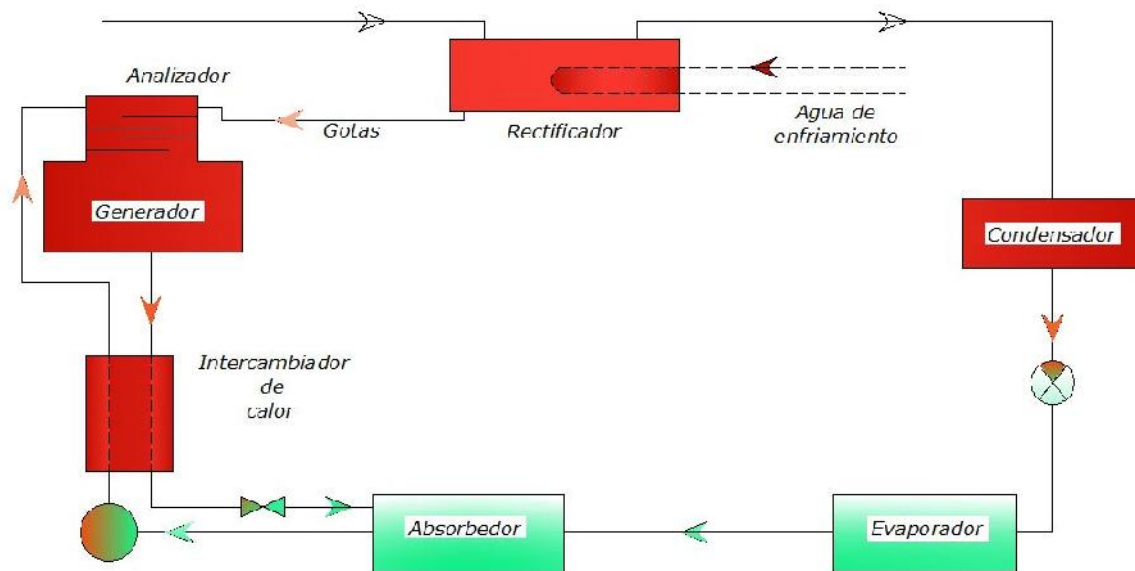 Analizador
Gotas
Rectificador
Agua de
enfriamiento
Generador
Condensador
Intercambiador
de
calor
Absorbedor
Evaporador